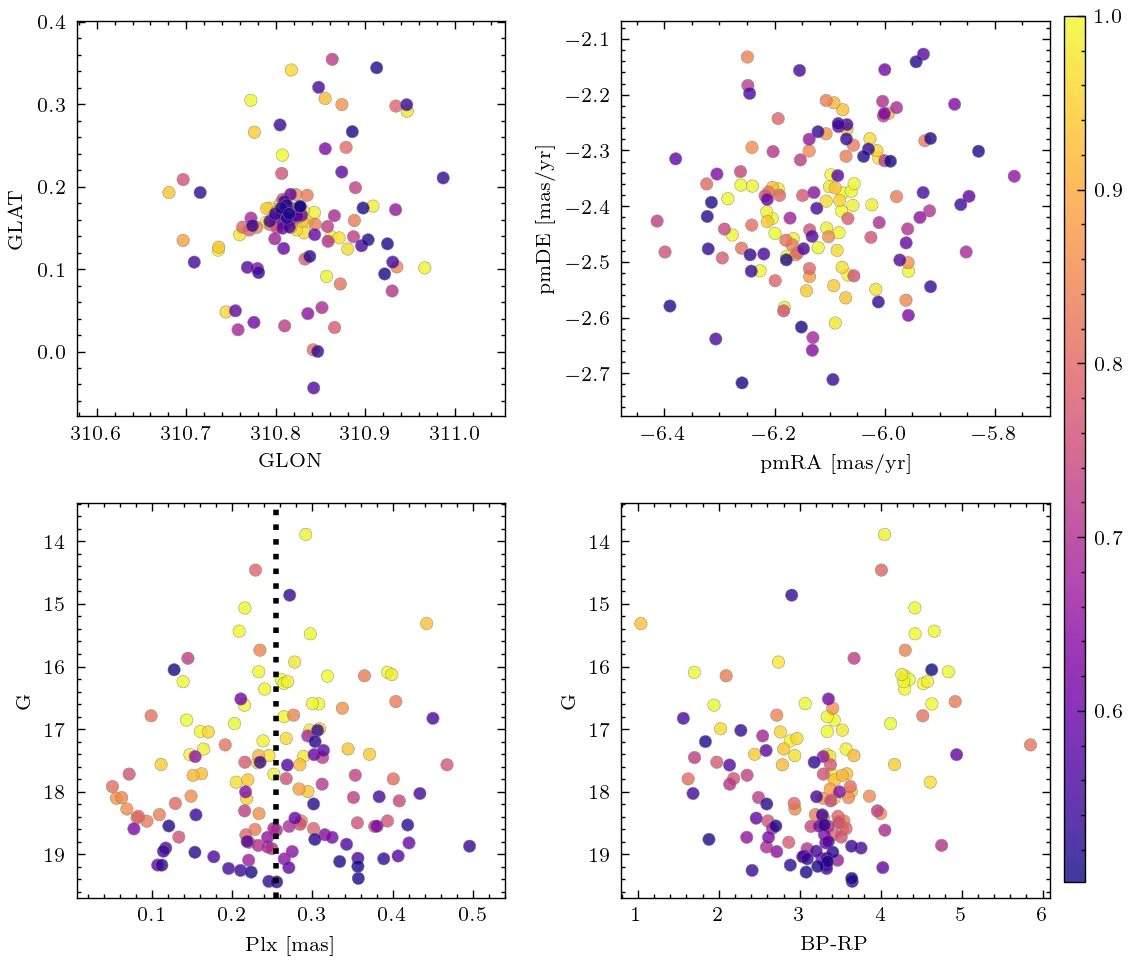 0.4
0.3
0.2
0.1
0.0
GLAT
310.6 310.7 310.8 310.9 311.0
GLON
−2.1
−2.2
−2.3
−2.4
−2.5
−2.6
−2.7
pmDE [mas/yr]
−6.4 −6.2 −6.0 −5.8
pmRA [mas/yr]
1.0
0.9
0.8
0.7
0.6
14
15
16
17
18
19
G
0.1 0.2 0.3 0.4 0.5
Plx [mas]
14
15
16
17
18
19
G
1 2 3 4 5 6
BP-RP